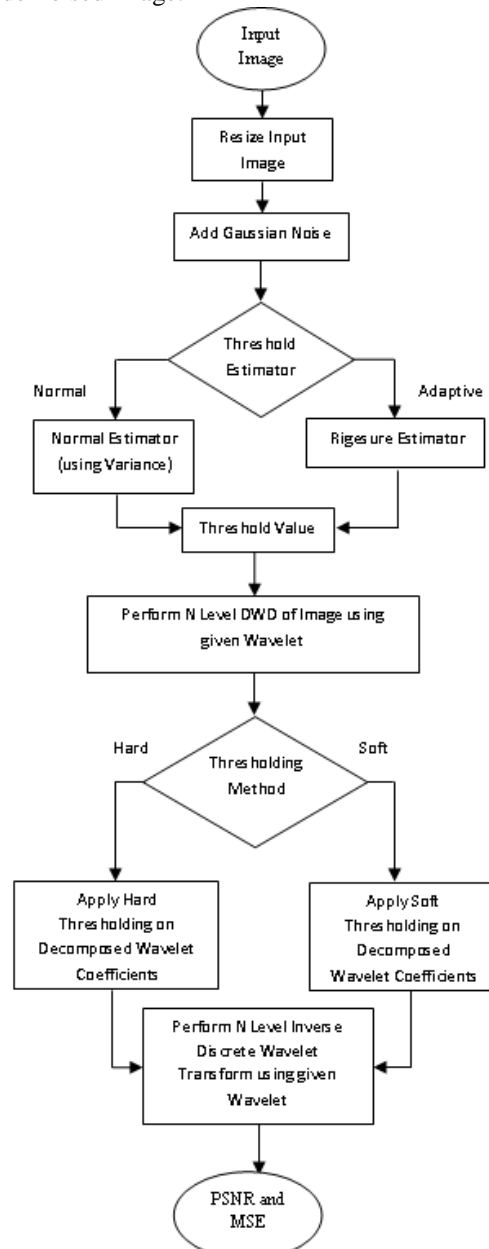 Input
Image
Resize Input
Image
Add Gaussian Noise
Threshold
Estimator
Normal
Adaptive
Normal Estimator
(using Variance)
Rigesure Estimator
Threshold Value
Perform N Level DWD of Image using
given Wavelet
Hard
Soft
Thresholding
Method
Apply Hard
Thresholding on
Decomposed Wavelet
Coefficients
Apply Soft
Thresholding on
Decomposed
Wavelet Coefficients
Perform N Level Inverse
Discrete Wavelet
Transform using given
Wavelet
PSNR and
MSE